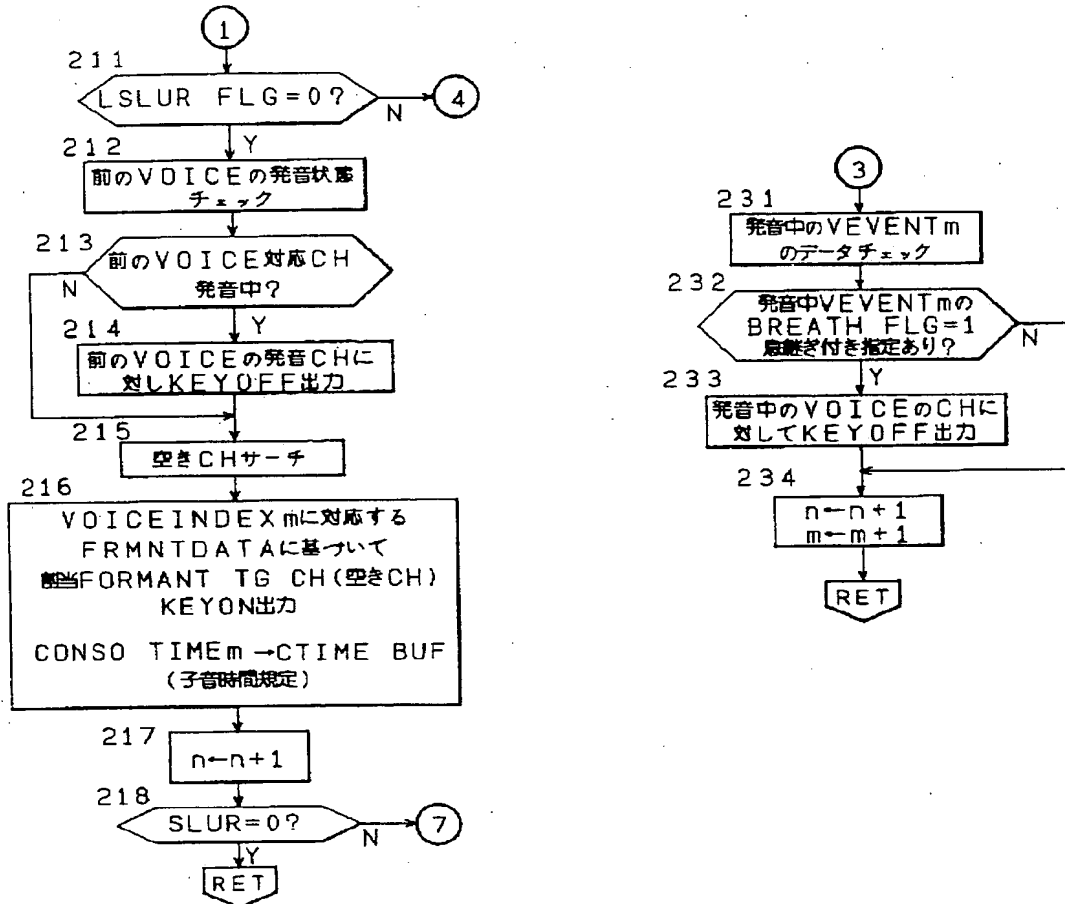 1
211
LSLUR FLG=0?
N
4
Y
212
前のVOICEの発音状態
チェック
213
前のVOICE対応CH
発音中?
N
Y
214
前のVOICEの発音CHに
対しKEYOFF出力
215
空きCHサーチ
216
VOICEINDEXmに対応する
FRMNTDATAに基づいて
割当FORMANT TG CH(空きCH)
KEYON出力
CONSO TIMEm→CTIME BUF
(子音時間規定)
217
n←n+1
218
SLUR=0?
N
7
Y
RET
3
231
発音中のVEVENTm
のデータチェック
232
発音中VEVENTmの
BREATH FLG=1
息継ぎ付き指定あり?
N
Y
233
発音中のVOICEのCHに
対してKEYOFF出力
234
n←n+1
m←m+1
RET